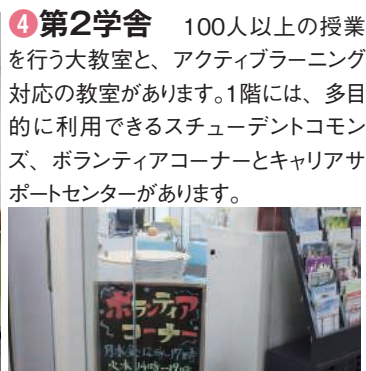 ❹第2学舎 100人以上の授業
を行う大教室と、アクティブラーニング
対応の教室があります。1階には、多目
的に利用できるスチューデントコモン
ズ、ボランティアコーナーとキャリアサ
ポートセンターがあります。
ボランティア
コーナー